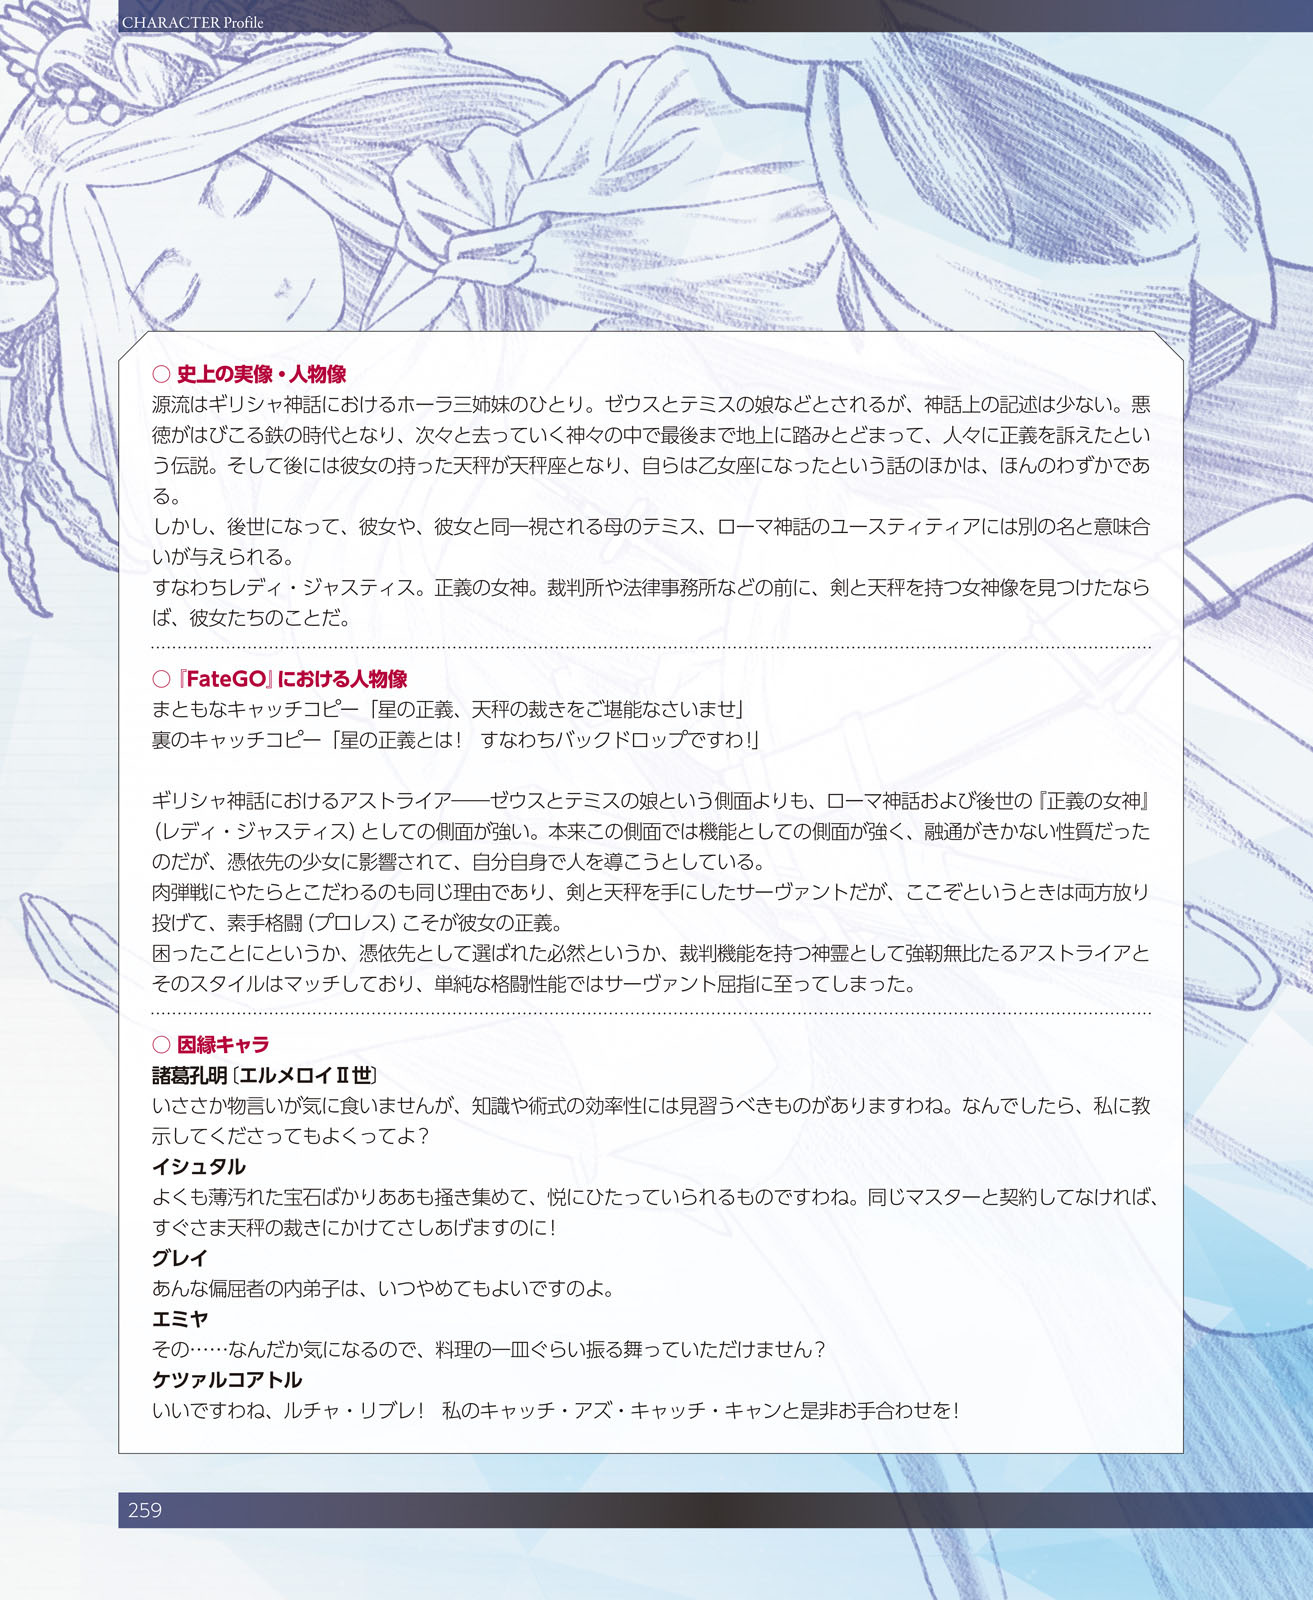 CHARACTER Profile
○ 史上の実像・人物像
源流はギリシャ神話におけるホーラ三姉妹のひとり。ゼウスとテミスの娘などとされるが、神話上の記述は少ない。悪
徳がはびこる鉄の時代となり、次々と去っていく神々の中で最後まで地上に踏みとどまって、人々に正義を訴えたとい
う伝説。そして後には彼女の持った天秤が天秤座となり、自らは乙女座になったという話のほかは、ほんのわずかであ
る。
しかし、後世になって、彼女や、彼女と同一視される母のテミス、ローマ神話のユースティティアには別の名と意味合
いが与えられる。
すなわちレディ・ジャスティス。正義の女神。裁判所や法律事務所などの前に、剣と天秤を持つ女神像を見つけたなら
ば、彼女たちのことだ。
○『FateGO』における人物像
まともなキャッチコピー「星の正義、天秤の裁きをご堪能なさいませ」
裏のキャッチコピー「星の正義とは！ すなわちバックドロップですわ！」
ギリシャ神話におけるアストライア――ゼウスとテミスの娘という側面よりも、ローマ神話および後世の『正義の女神』
（レディ・ジャスティス）としての側面が強い。本来この側面では機能としての側面が強く、融通がきかない性質だった
のだが、憑依先の少女に影響されて、自分自身で人を導こうとしている。
肉弾戦にやたらとこだわるのも同じ理由であり、剣と天秤を手にしたサーヴァントだが、ここぞというときは両方放り
投げて、素手格闘（プロレス）こそが彼女の正義。
困ったことにというか、憑依先として選ばれた必然というか、裁判機能を持つ神霊として強靭無比たるアストライアと
そのスタイルはマッチしており、単純な格闘性能ではサーヴァント屈指に至ってしまった。
○ 因縁キャラ
諸葛孔明〔エルメロイⅡ世〕
いささか物言いが気に食いませんが、知識や術式の効率性には見習うべきものがありますわね。なんでしたら、私に教
示してくださってもよくってよ？
イシュタル
よくも薄汚れた宝石ばかりああも掻き集めて、悦にひたっていられるものですわね。同じマスターと契約してなければ、
すぐさま天秤の裁きにかけてさしあげますのに！
グレイ
あんな偏屈者の内弟子は、いつやめてもよいですのよ。
エミヤ
その……なんだか気になるので、料理の一皿ぐらい振る舞っていただけません？
ケツァルコアトル
いいですわね、ルチャ・リブレ！ 私のキャッチ・アズ・キャッチ・キャンと是非お手合わせを！
259